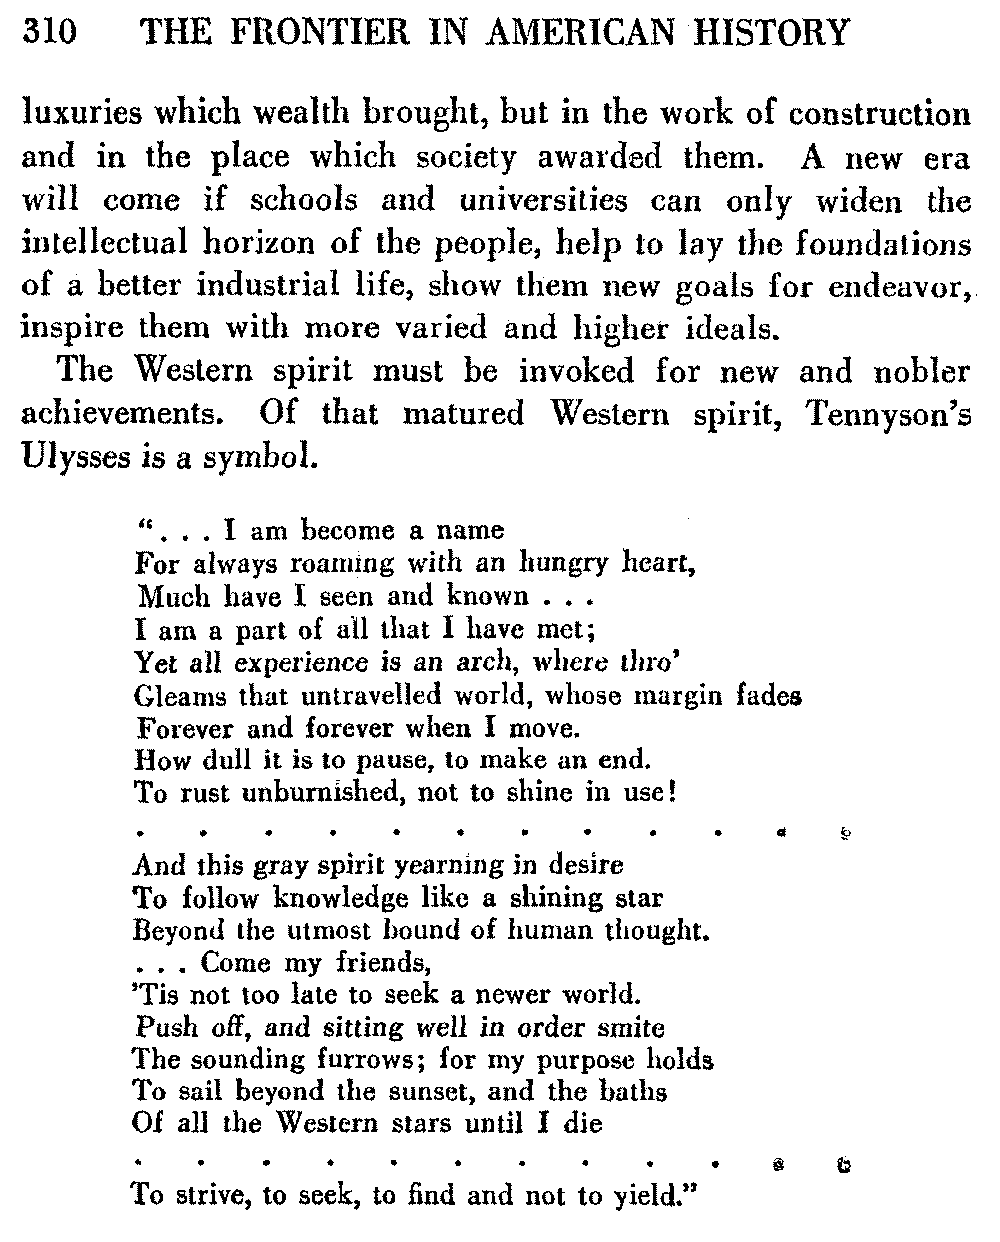 310 THE FRONTIER IN AMERICAN HISTORY
luxuries which wealth brought, but in the work of construction
and in the place which society awarded them. A new era
will come if schools and universities can only widen the
intellectual horizon of the people, help to lay the foundations
of a better industrial life, show them new goals for endeavor,
inspire them with more varied and higher ideals.
The Western spirit must be invoked for new and nobler
achievements. Of that matured Western spirit, Tennyson's
Ulysses is a symbol.
". . . I am become a name
For always roaming with an hungry heart,
Much have I seen and known . . .
I am a part of all that I have met;
Yet all experience is an arch, where thro'
Gleams that untravelled world, whose margin fades
Forever and forever when I move.
How dull it is to pause, to make an end.
To rust unburnished, not to shine in use!
. . . . . . . . . . . .
And this gray spirit yearning in desire
To follow knowledge like a shining star
Beyond the utmost bound of human thought.
. . . Come my friends,
'Tis not too late to seek a newer world.
Push off, and sitting well in order smite
The sounding furrows; for my purpose holds
To sail beyond the sunset, and the baths
Of all the Western stars until I die
. . . . . . . . . . . .
To strive, to seek, to find and not to yield."